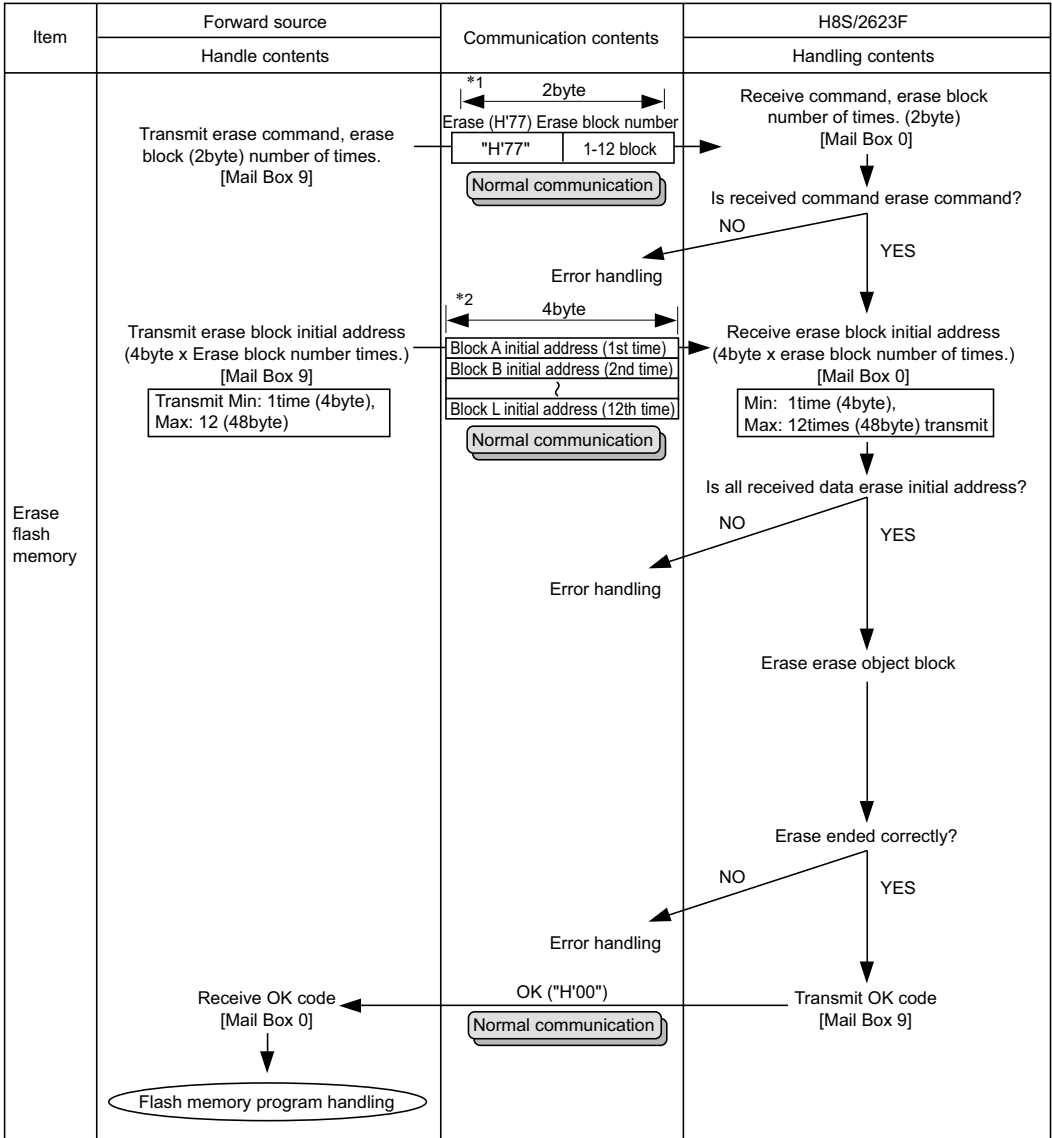 Item
Forward source
Handle contents
Communication contents
H8S/2623F
Handling contents
Erase
flash
memory
Transmit erase command, erase
block (2byte) number of times.
[Mail Box 9]
*1
2byte
Erase (H'77) Erase block number
"H'77"
1-12 block
Normal communication
Receive command, erase block
number of times. (2byte)
[Mail Box 0]
Is received command erase command?
NO
YES
Error handling
Transmit erase block initial address
(4byte x Erase block number times.)
[Mail Box 9]
Transmit Min: 1time (4byte),
Max: 12 (48byte)
*2
4byte
Block A initial address (1st time)
Block B initial address (2nd time)
~
Block L initial address (12th time)
Normal communication
Receive erase block initial address
(4byte x erase block number of times.)
[Mail Box 0]
Min: 1time (4byte),
Max: 12times (48byte) transmit
Is all received data erase initial address?
NO
YES
Error handling
Erase erase object block
Erase ended correctly?
NO
YES
Error handling
Receive OK code
[Mail Box 0]
OK ("H'00")
Normal communication
Transmit OK code
[Mail Box 9]
Flash memory program handling